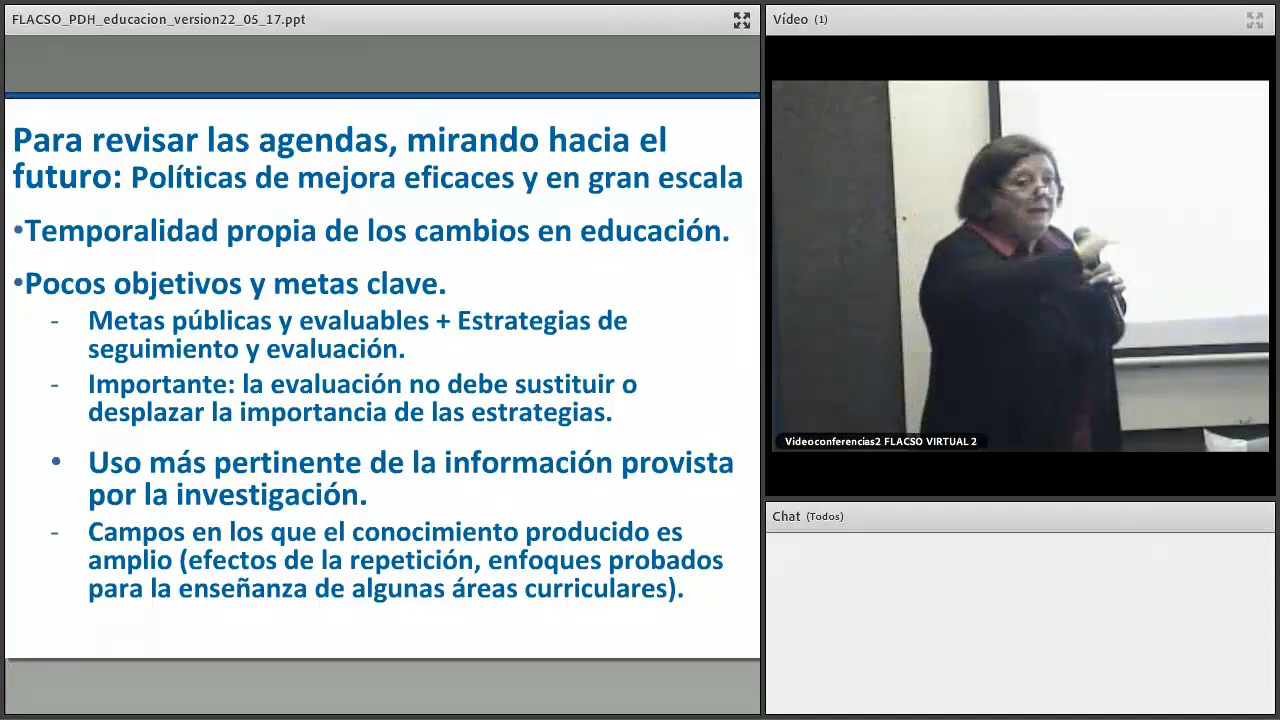 FLACSO_PDH_educacion_version22_05_17.ppt
Para revisar las agendas, mirando hacia el
futuro: Políticas de mejora eficaces y en gran escala
•Temporalidad propia de los cambios en educación.
•Pocos objetivos y metas clave.
- Metas públicas y evaluables + Estrategias de
seguimiento y evaluación.
- Importante: la evaluación no debe sustituir o
desplazar la importancia de las estrategias.
• Uso más pertinente de la información provista
por la investigación.
- Campos en los que el conocimiento producido es
amplio (efectos de la repetición, enfoques probados
para la enseñanza de algunas áreas curriculares).
Vídeo (1)
Videoconferencias2 FLACSO VIRTUAL 2
Chat (Todos)